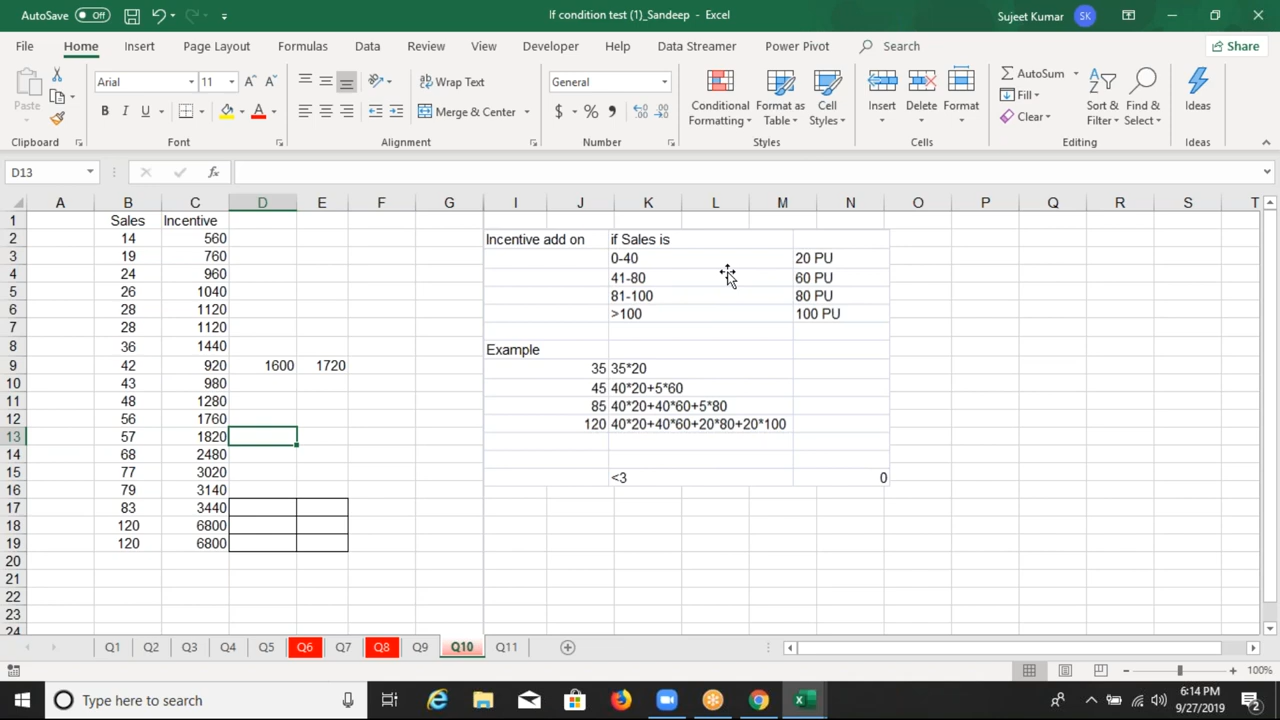 AutoSave Off
If condition test (1)_Sandeep - Excel
Sujeet Kumar SK
File Home Insert Page Layout Formulas Data Review View Developer Help Data Streamer Power Pivot Search Share
Paste
Arial 11
Wrap Text
General
Merge & Center
B I U A
$ % ,
Conditional Formatting
Format as Table
Cell Styles
Insert Delete Format
AutoSum
Fill
Clear
Sort & Filter
Find & Select
Ideas
Clipboard Font Alignment Number Styles Cells Editing Ideas
D13 fx
A B C D E F G I J K L M N O P Q R S T
1 Sales Incentive
2 14 560 Incentive add on if Sales is
3 19 760 0-40 20 PU
4 24 960 41-80 60 PU
5 26 1040 81-100 80 PU
6 28 1120 >100 100 PU
7 28 1120
8 36 1440 Example
9 42 920 1600 1720 35 35*20
10 43 980 45 40*20+5*60
11 48 1280 85 40*20+40*60+5*80
12 56 1760 120 40*20+40*60+20*80+20*100
13 57 1820
14 68 2480
15 77 3020 <3 0
16 79 3140
17 83 3440
18 120 6800
19 120 6800
20
21
22
23
24
Q1 Q2 Q3 Q4 Q5 Q6 Q7 Q8 Q9 Q10 Q11
100%
Type here to search
6:14 PM
9/27/2019
2